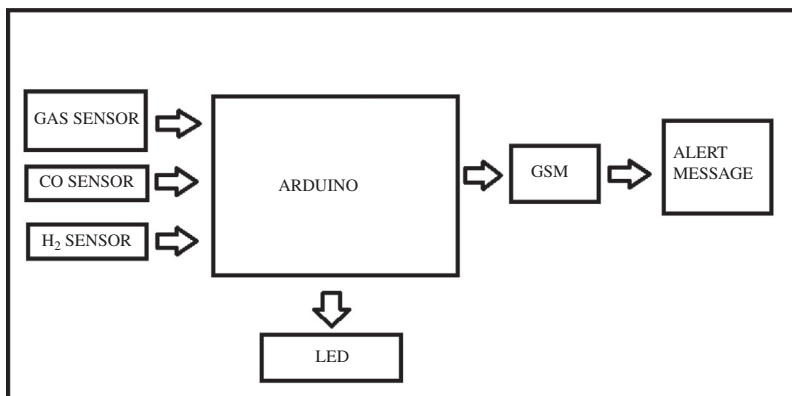 GAS SENSOR
CO SENSOR
H₂ SENSOR
ARDUINO
GSM
ALERT
MESSAGE
LED